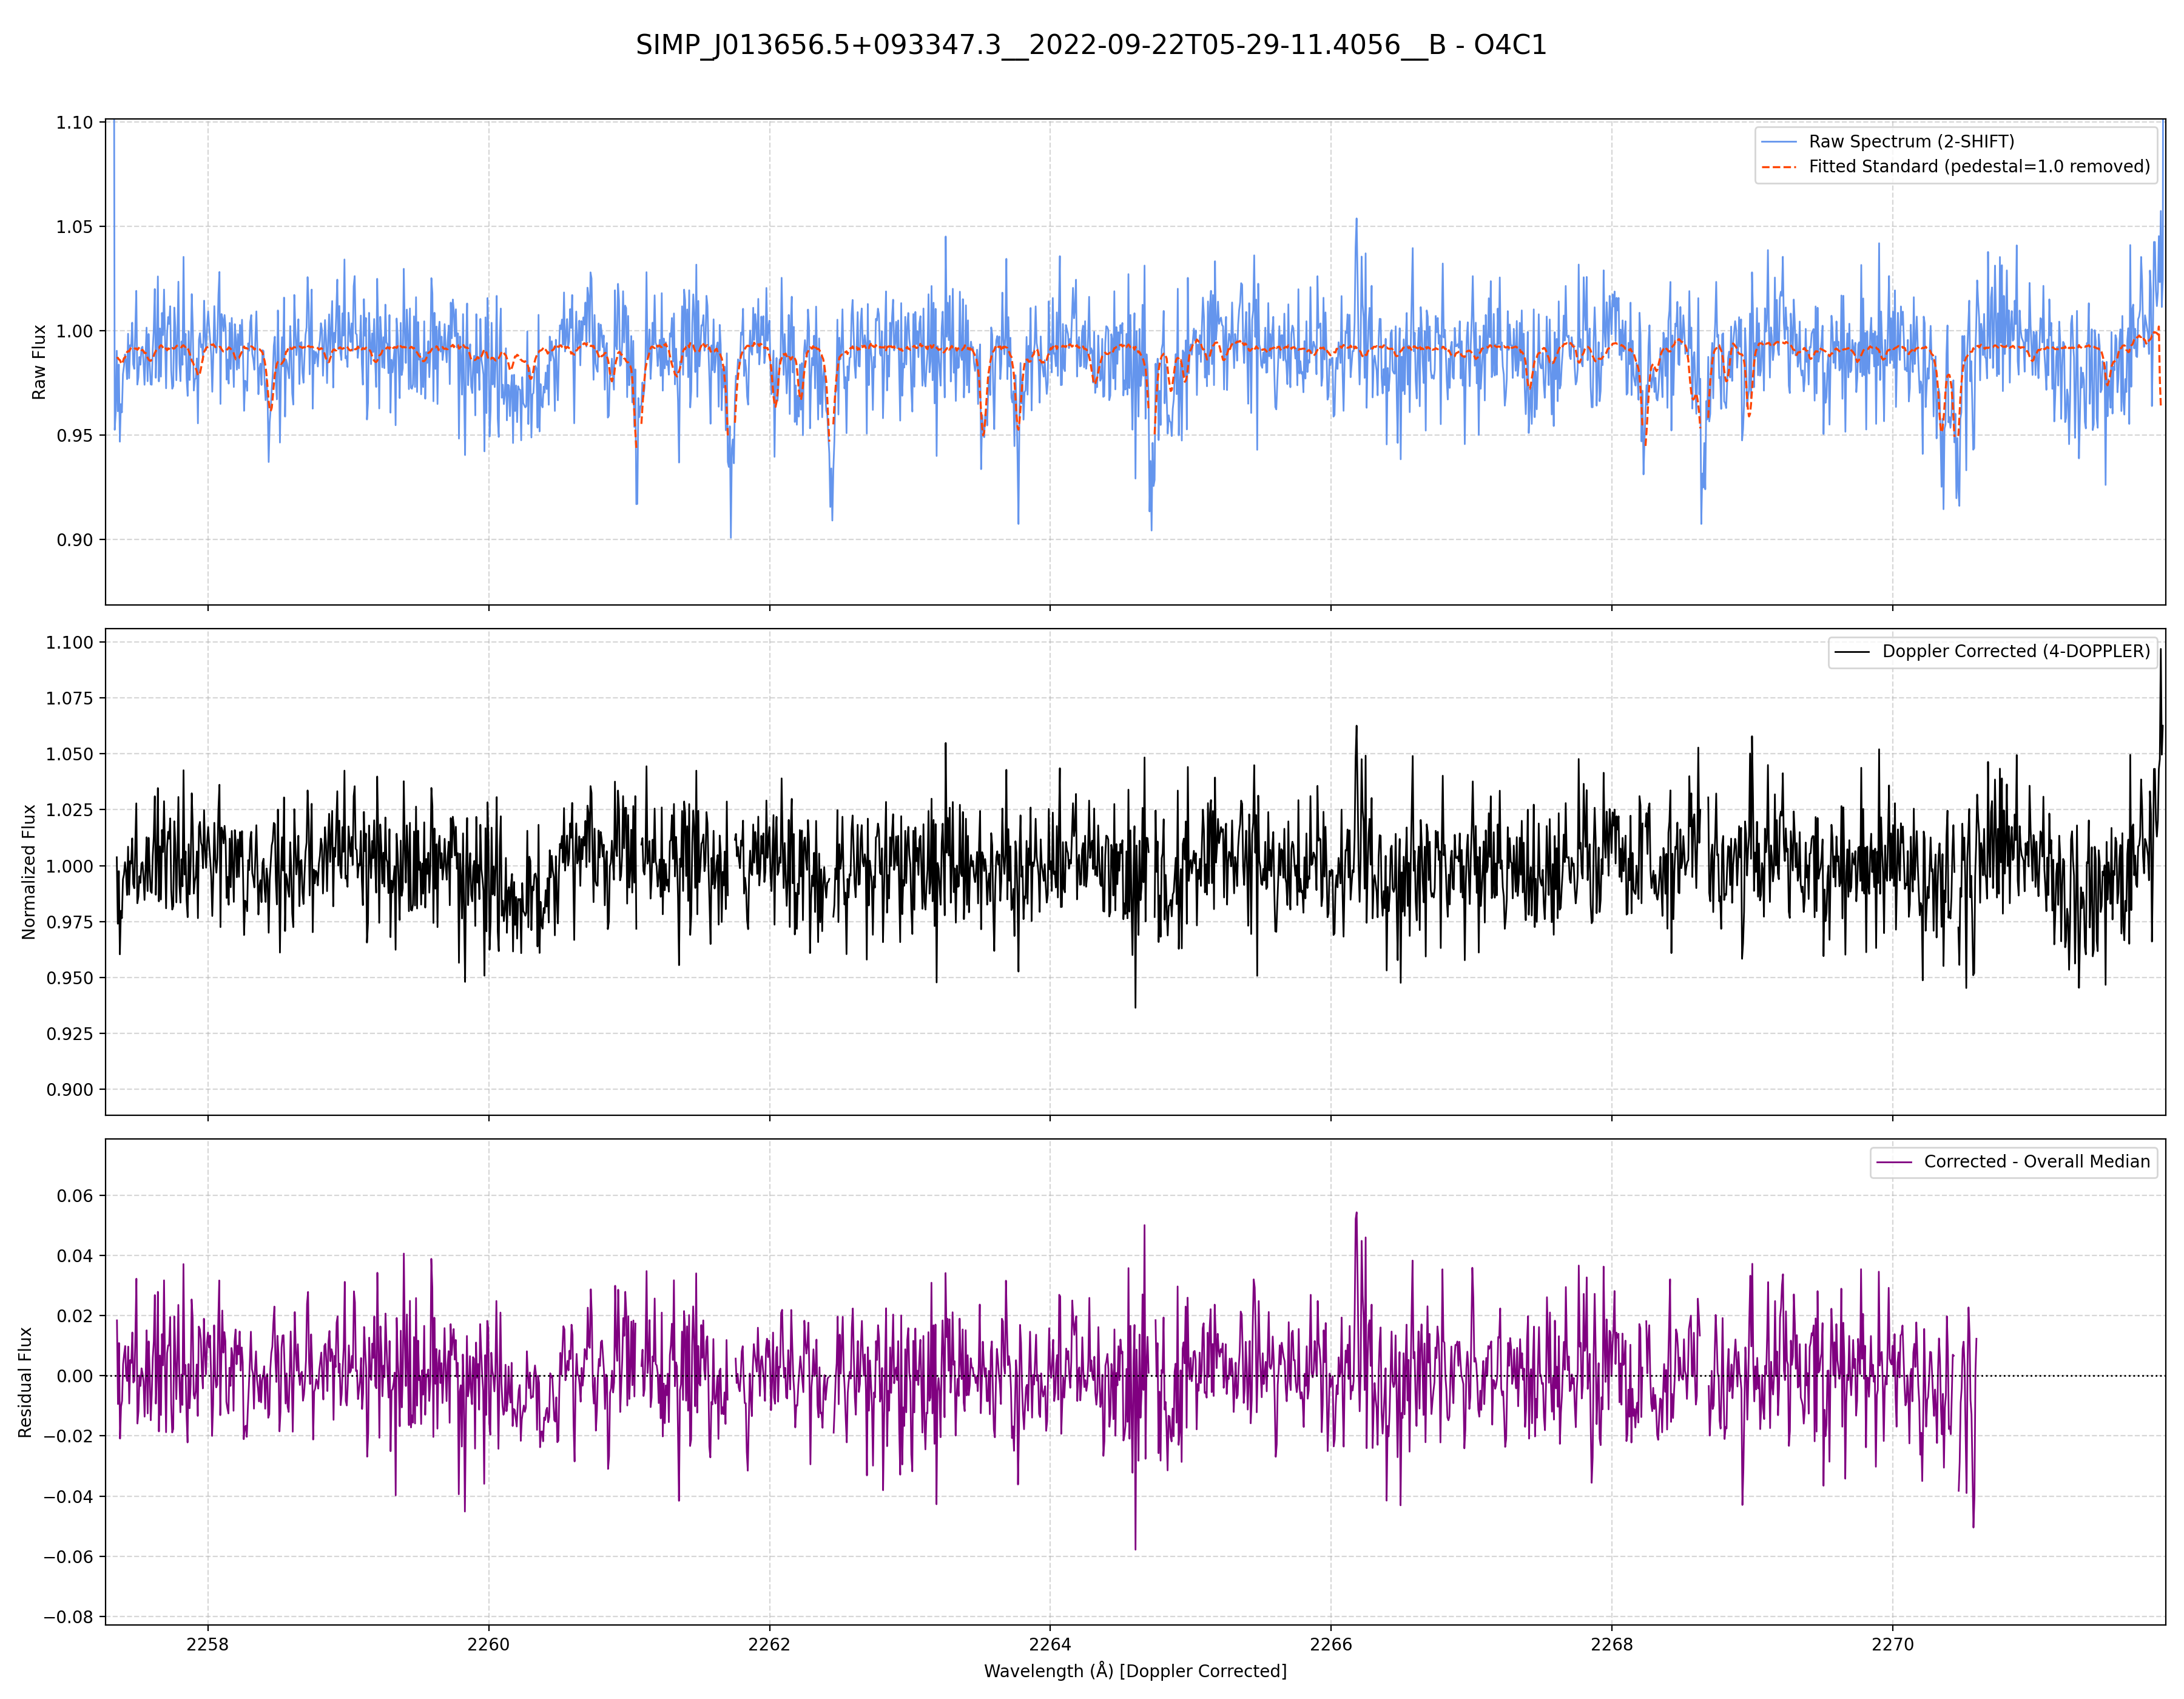 SIMP_J013656.5+093347.3__2022-09-22T05-29-11.4056__B - O4C1
Raw Flux
1.10
1.05
1.00
0.95
0.90
Raw Spectrum (2-SHIFT)
Fitted Standard (pedestal=1.0 removed)
Normalized Flux
1.100
1.075
1.050
1.025
1.000
0.975
0.950
0.925
0.900
Doppler Corrected (4-DOPPLER)
Residual Flux
0.06
0.04
0.02
0.00
−0.02
−0.04
−0.06
−0.08
Corrected - Overall Median
2258 2260 2262 2264 2266 2268 2270
Wavelength (Å) [Doppler Corrected]